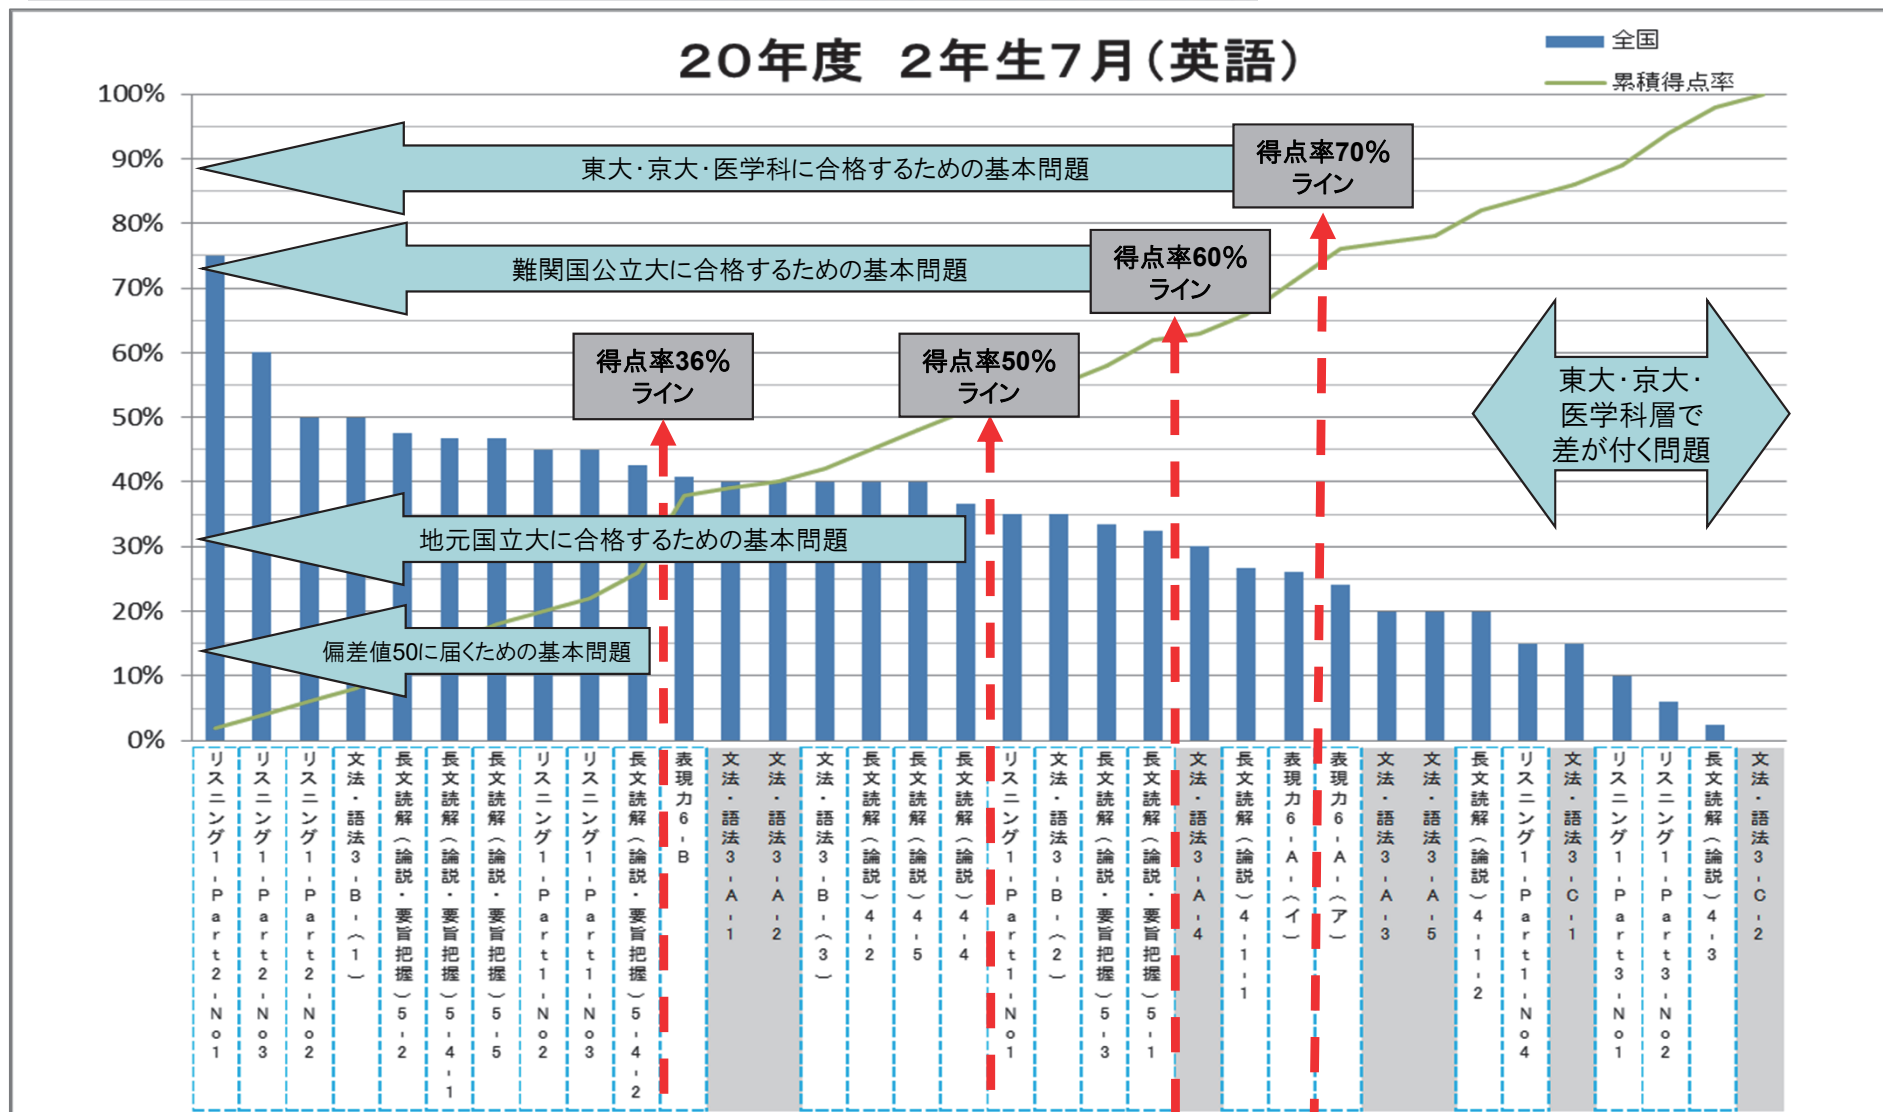 20年度 2年生7月(英語)
全国
累積得点率
100%
90%
80%
70%
60%
50%
40%
30%
20%
10%
0%
東大・京大・医学科に合格するための基本問題
得点率70%
ライン
難関国公立大に合格するための基本問題
得点率60%
ライン
得点率36%
ライン
得点率50%
ライン
東大・京大・
医学科層で
差が付く問題
地元国立大に合格するための基本問題
偏差値50に届くための基本問題
リスニング1-Part2-No1
リスニング1-Part2-No3
リスニング1-Part2-No2
文法・語法3-B-(1)
長文読解(論説・要旨把握)5-2
長文読解(論説・要旨把握)5-4-1
長文読解(論説・要旨把握)5-5
リスニング1-Part1-No2
リスニング1-Part1-No3
長文読解(論説・要旨把握)5-4-2
表現力6-B
文法・語法3-A-1
文法・語法3-A-2
文法・語法3-B-(3)
長文読解(論説)4-2
長文読解(論説)4-5
長文読解(論説)4-4
リスニング1-Part1-No1
文法・語法3-B-(2)
長文読解(論説・要旨把握)5-3
長文読解(論説・要旨把握)5-1
文法・語法3-A-4
長文読解(論説)4-1-1
表現力6-A-(イ)
表現力6-A-(ア)
文法・語法3-A-3
文法・語法3-A-5
長文読解(論説)4-1-2
リスニング1-Part1-No4
文法・語法3-C-1
リスニング1-Part3-No1
リスニング1-Part3-No2
長文読解(論説)4-3
文法・語法3-C-2